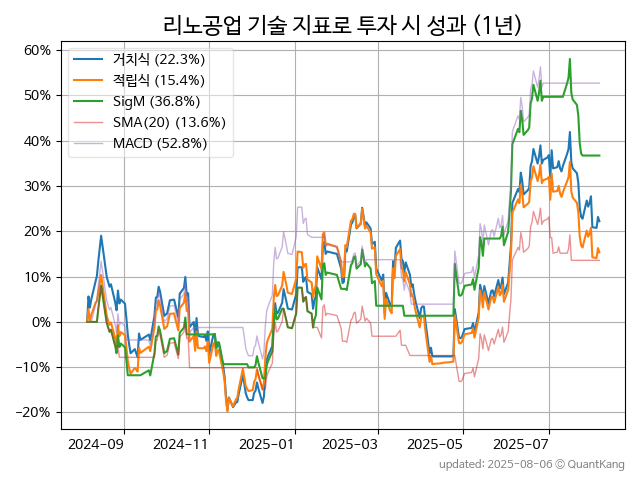 리노공업 기술 지표로 투자 시 성과 (1년)
거치식 (22.3%)
적립식 (15.4%)
SigM (36.8%)
SMA(20) (13.6%)
MACD (52.8%)
60%
50%
40%
30%
20%
10%
0%
−10%
−20%
2024-09
2024-11
2025-01
2025-03
2025-05
2025-07
updated: 2025-08-06 © QuantKang